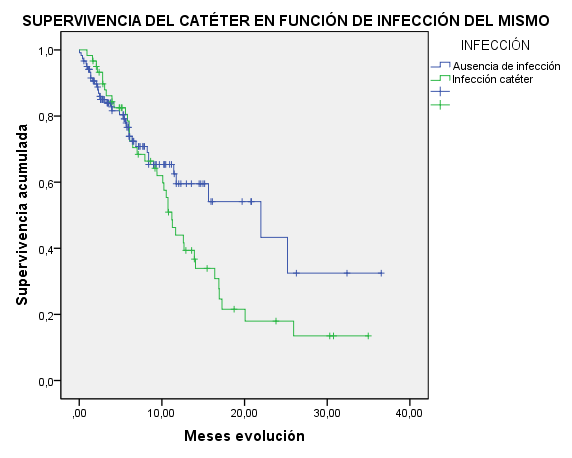 SUPERVIVENCIA DEL CATÉTER EN FUNCIÓN DE INFECCIÓN DEL MISMO
INFECCIÓN
Ausencia de infección
Infección catéter
Supervivencia acumulada
1,0
0,8
0,6
0,4
0,2
0,0
,00
10,00
20,00
30,00
40,00
Meses evolución